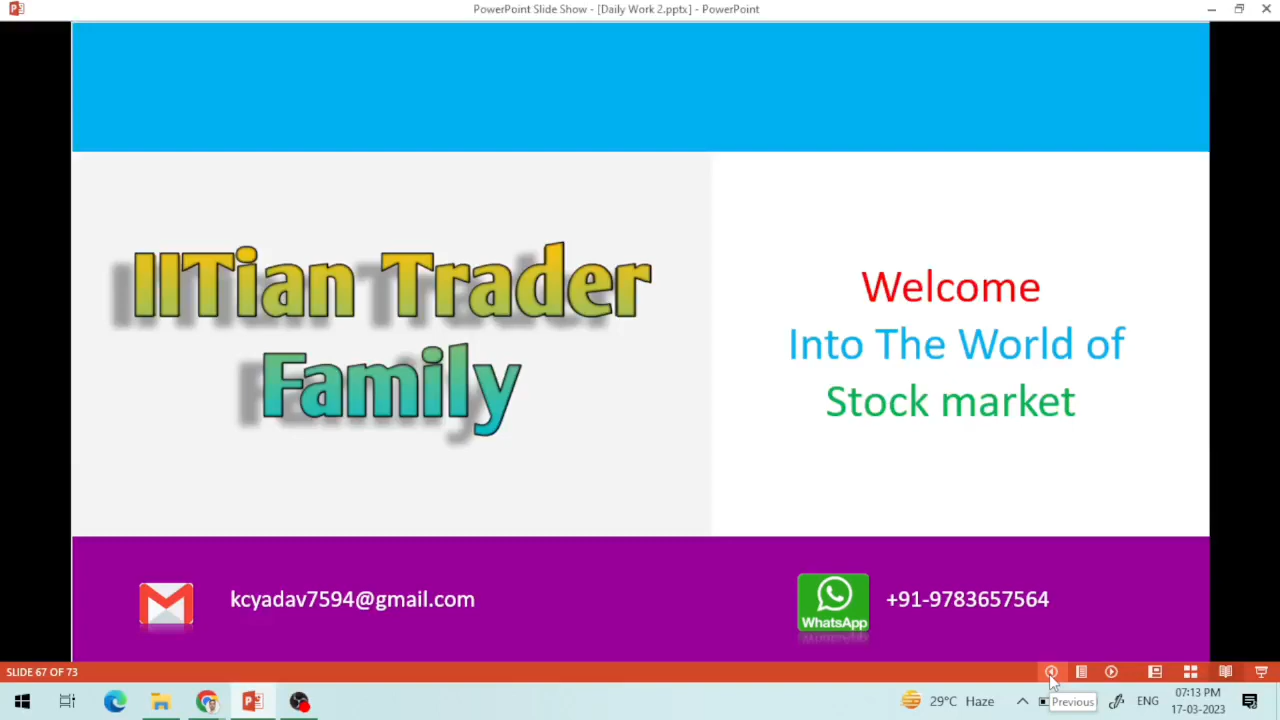 PowerPoint Slide Show - [Daily Work 2.pptx] - PowerPoint
IITian Trader
Family
Welcome
Into The World of
Stock market
kcyadav7594@gmail.com
WhatsApp
+91-9783657564
SLIDE 67 OF 73
29°C Haze
Previous
ENG
07:13 PM
17-03-2023